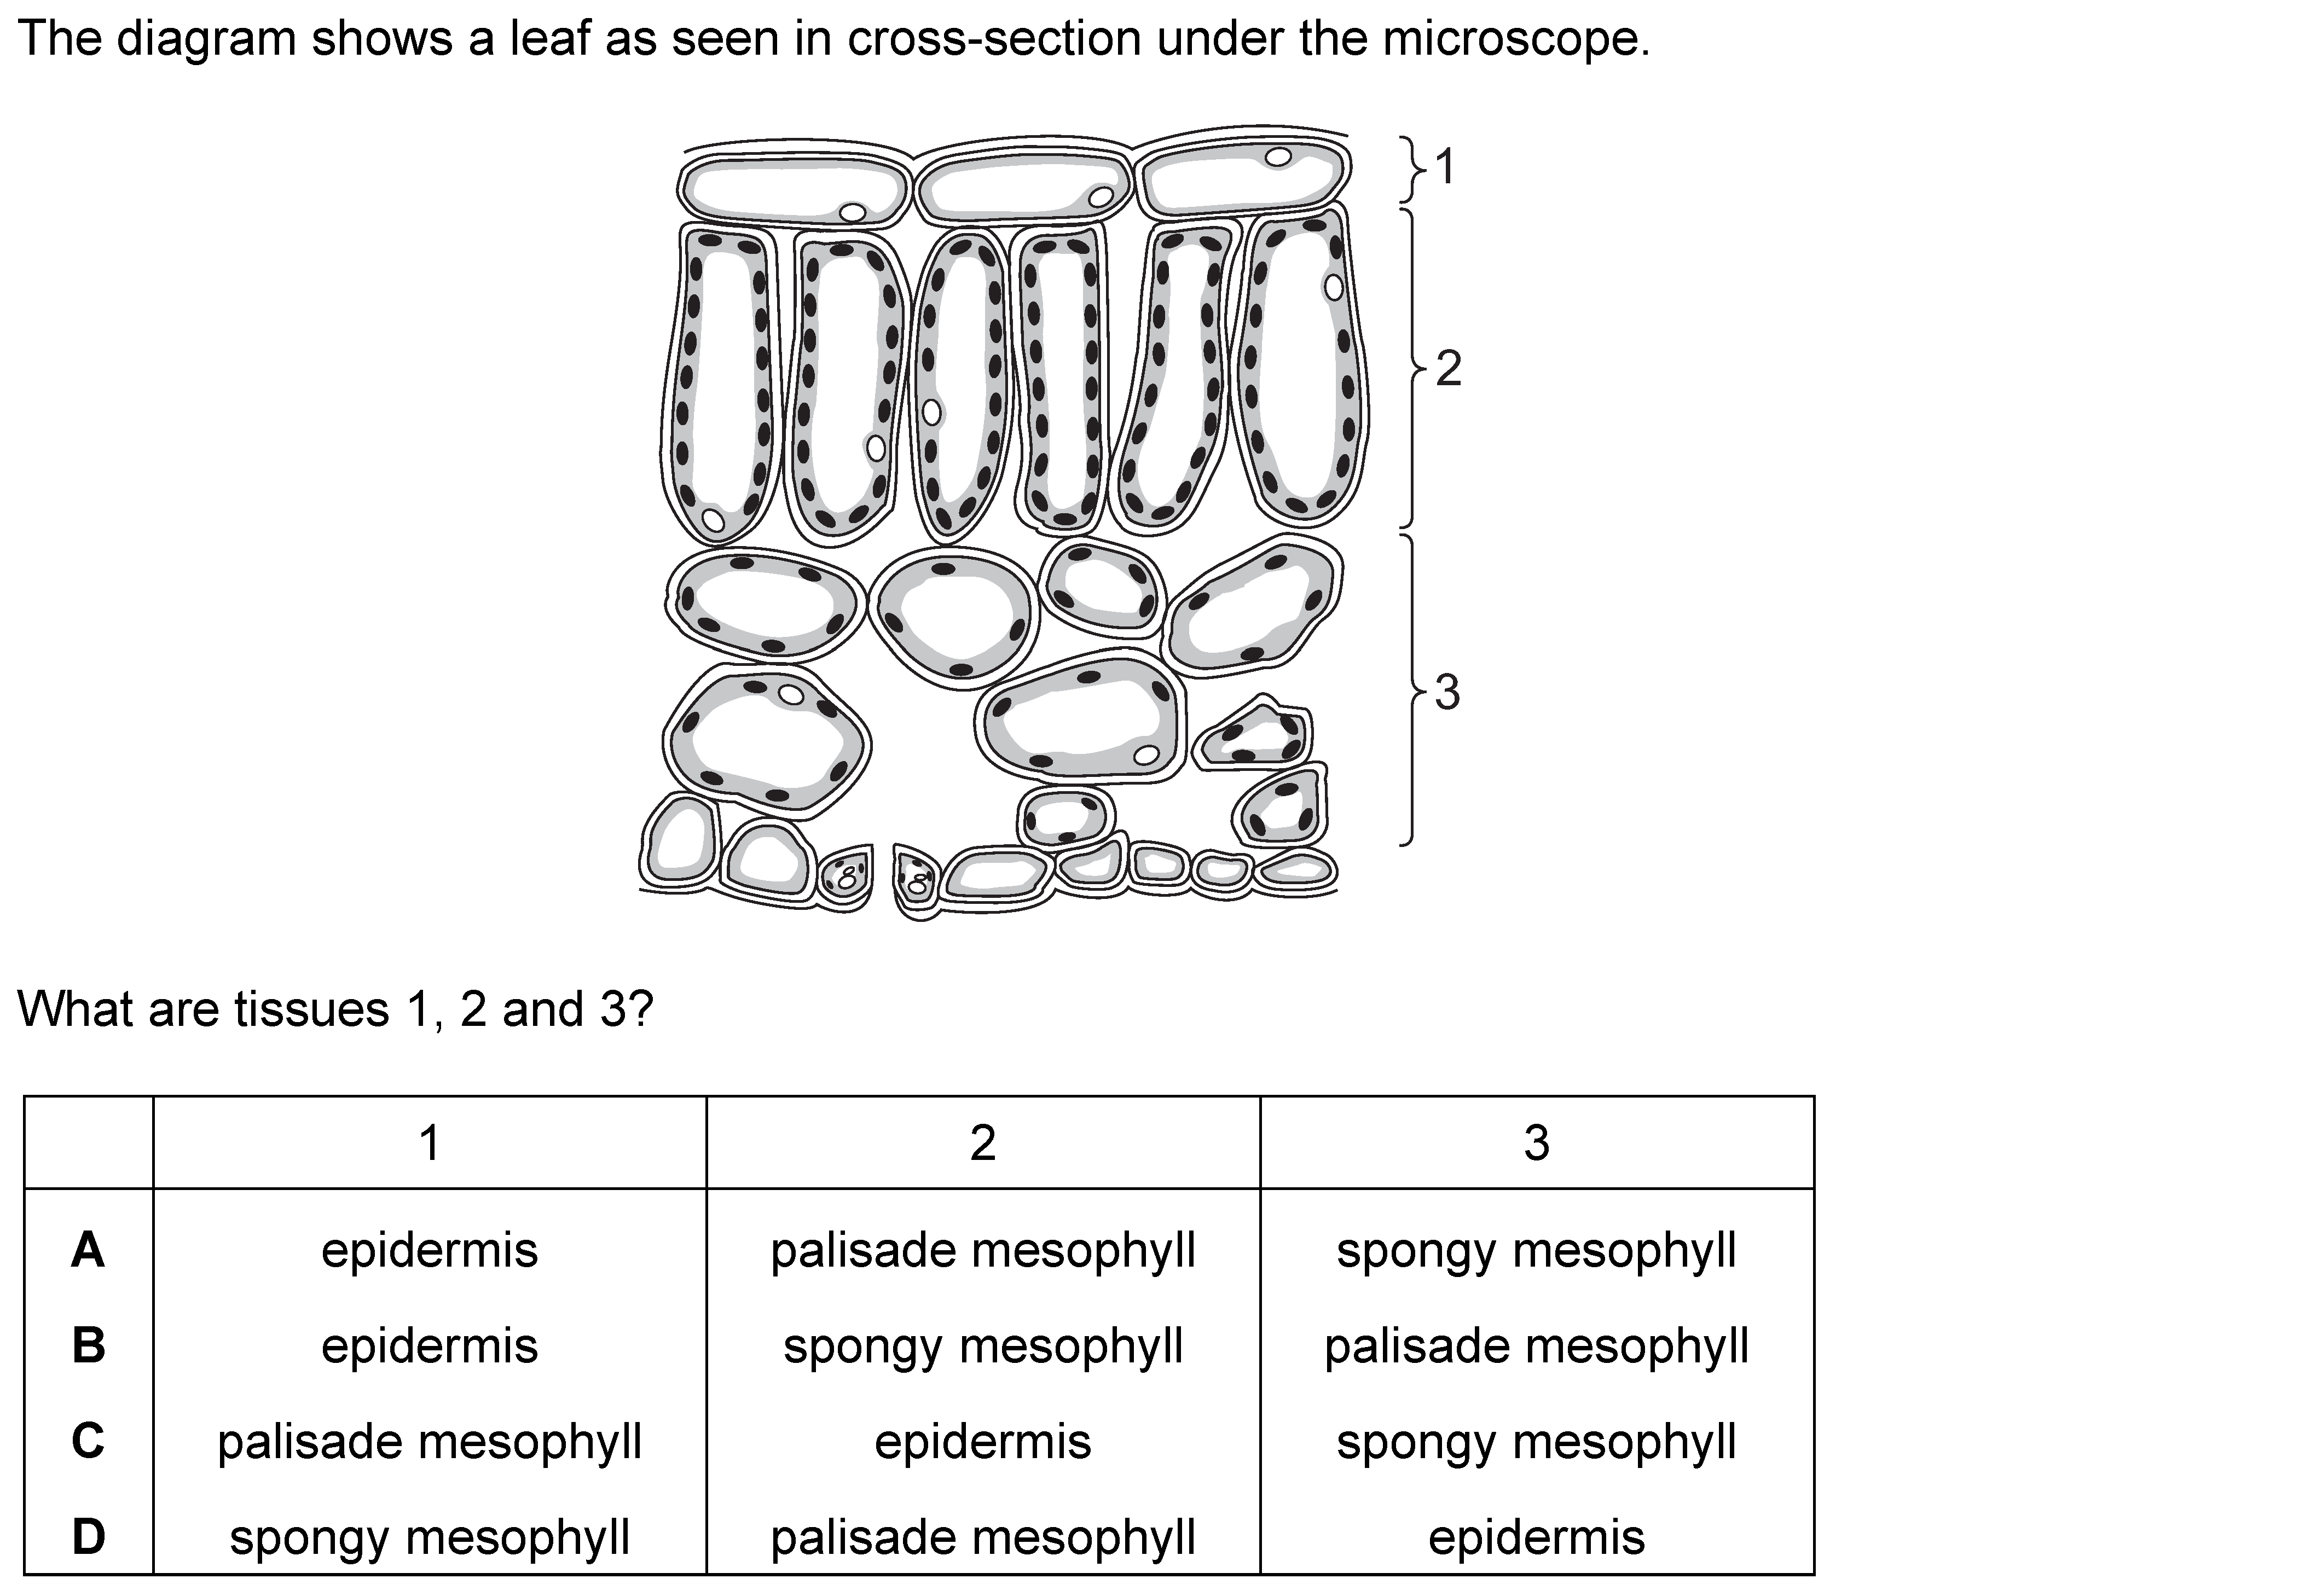 The diagram shows a leaf as seen in cross-section under the microscope.
1
2
3
What are tissues 1, 2 and 3?
1 2 3
A epidermis palisade mesophyll spongy mesophyll
B epidermis spongy mesophyll palisade mesophyll
C palisade mesophyll epidermis spongy mesophyll
D spongy mesophyll palisade mesophyll epidermis